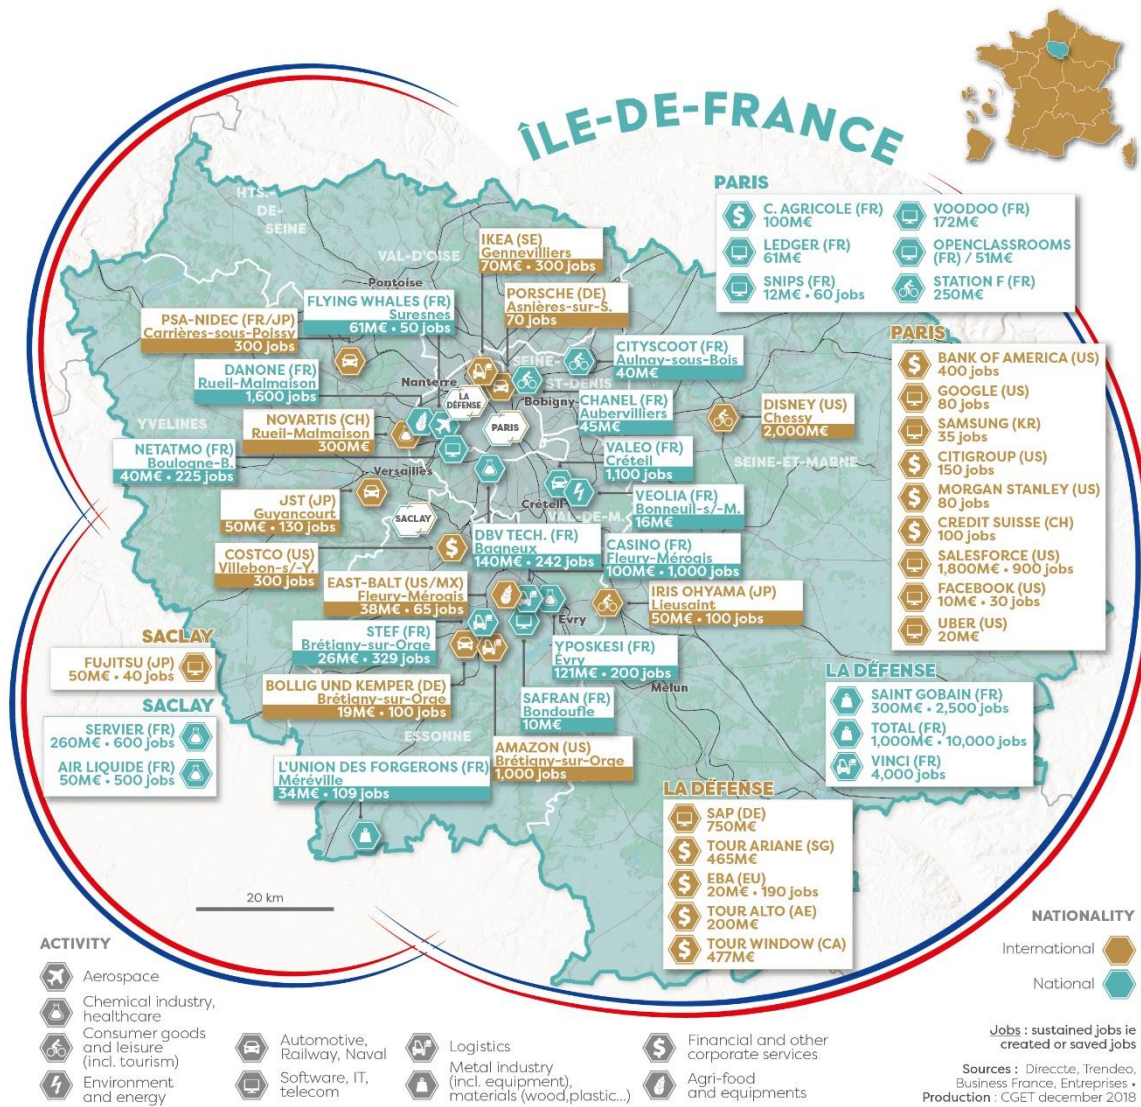 ÎLE-DE-FRANCE
HTS.-
DE-
SEINE
VAL-D'OISE
Pontoise
IKEA (SE)
Gennevilliers
70M€ • 300 jobs
FLYING WHALES (FR)
Suresnes
61M€ • 50 jobs
PORSCHE (DE)
Asnières-sur-S.
70 jobs
PSA-NIDEC (FR/JP)
Carrières-sous-Poissy
300 jobs
CITYSCOOT (FR)
Aulnay-sous-Bois
40M€
DANONE (FR)
Rueil-Malmaison
1,600 jobs
Nanterre
LA
DÉFENSE
SEINE-
ST-DENIS
Bobigny
PARIS
CHANEL (FR)
Aubervilliers
45M€
DISNEY (US)
Chessy
2,000M€
YVELINES
NOVARTIS (CH)
Rueil-Malmaison
300M€
NETATMO (FR)
Boulogne-B.
40M€ • 225 jobs
Versailles
VALEO (FR)
Créteil
1,100 jobs
SEINE-ET-MARNE
JST (JP)
Guyancourt
50M€ • 130 jobs
SACLAY
Créteil
VAL-DE-M.
VEOLIA (FR)
Bonneuil-s/-M.
16M€
COSTCO (US)
Villebon-s/-Y.
300 jobs
DBV TECH. (FR)
Bagneux
140M€ • 242 jobs
CASINO (FR)
Fleury-Mérogis
100M€ • 1,000 jobs
EAST-BALT (US/MX)
Fleury-Mérogis
38M€ • 65 jobs
IRIS OHYAMA (JP)
Lieusaint
50M€ • 100 jobs
STEF (FR)
Brétigny-sur-Orge
26M€ • 329 jobs
Évry
YPOSKESI (FR)
Évry
121M€ • 200 jobs
Melun
BOLLIG UND KEMPER (DE)
Brétigny-sur-Orge
19M€ • 100 jobs
SAFRAN (FR)
Bondoufle
10M€
ESSONNE
AMAZON (US)
Brétigny-sur-Orge
1,000 jobs
L'UNION DES FORGERONS (FR)
Méréville
34M€ • 109 jobs
PARIS
C. AGRICOLE (FR)
100M€
LEDGER (FR)
61M€
SNIPS (FR)
12M€ • 60 jobs
VOODOO (FR)
172M€
OPENCLASSROOMS
(FR) / 51M€
STATION F (FR)
250M€
PARIS
BANK OF AMERICA (US)
400 jobs
GOOGLE (US)
80 jobs
SAMSUNG (KR)
35 jobs
CITIGROUP (US)
150 jobs
MORGAN STANLEY (US)
80 jobs
CREDIT SUISSE (CH)
100 jobs
SALESFORCE (US)
1,800M€ • 900 jobs
FACEBOOK (US)
10M€ • 30 jobs
UBER (US)
20M€
SACLAY
FUJITSU (JP)
50M€ • 40 jobs
SACLAY
SERVIER (FR)
260M€ • 600 jobs
AIR LIQUIDE (FR)
50M€ • 500 jobs
LA DÉFENSE
SAINT GOBAIN (FR)
300M€ • 2,500 jobs
TOTAL (FR)
1,000M€ • 10,000 jobs
VINCI (FR)
4,000 jobs
LA DÉFENSE
SAP (DE)
750M€
TOUR ARIANE (SG)
465M€
EBA (EU)
20M€ • 190 jobs
TOUR ALTO (AE)
200M€
TOUR WINDOW (CA)
477M€
20 km
ACTIVITY
Aerospace
Chemical industry,
healthcare
Consumer goods
and leisure
(incl. tourism)
Environment
and energy
Automotive,
Railway, Naval
Software, IT,
telecom
Logistics
Metal industry
(incl. equipment),
materials (wood,plastic...)
Financial and other
corporate services
Agri-food
and equipments
NATIONALITY
International
National
Jobs : sustained jobs ie
created or saved jobs
Sources : Direccte, Trendeo,
Business France, Entreprises •
Production : CGET december 2018